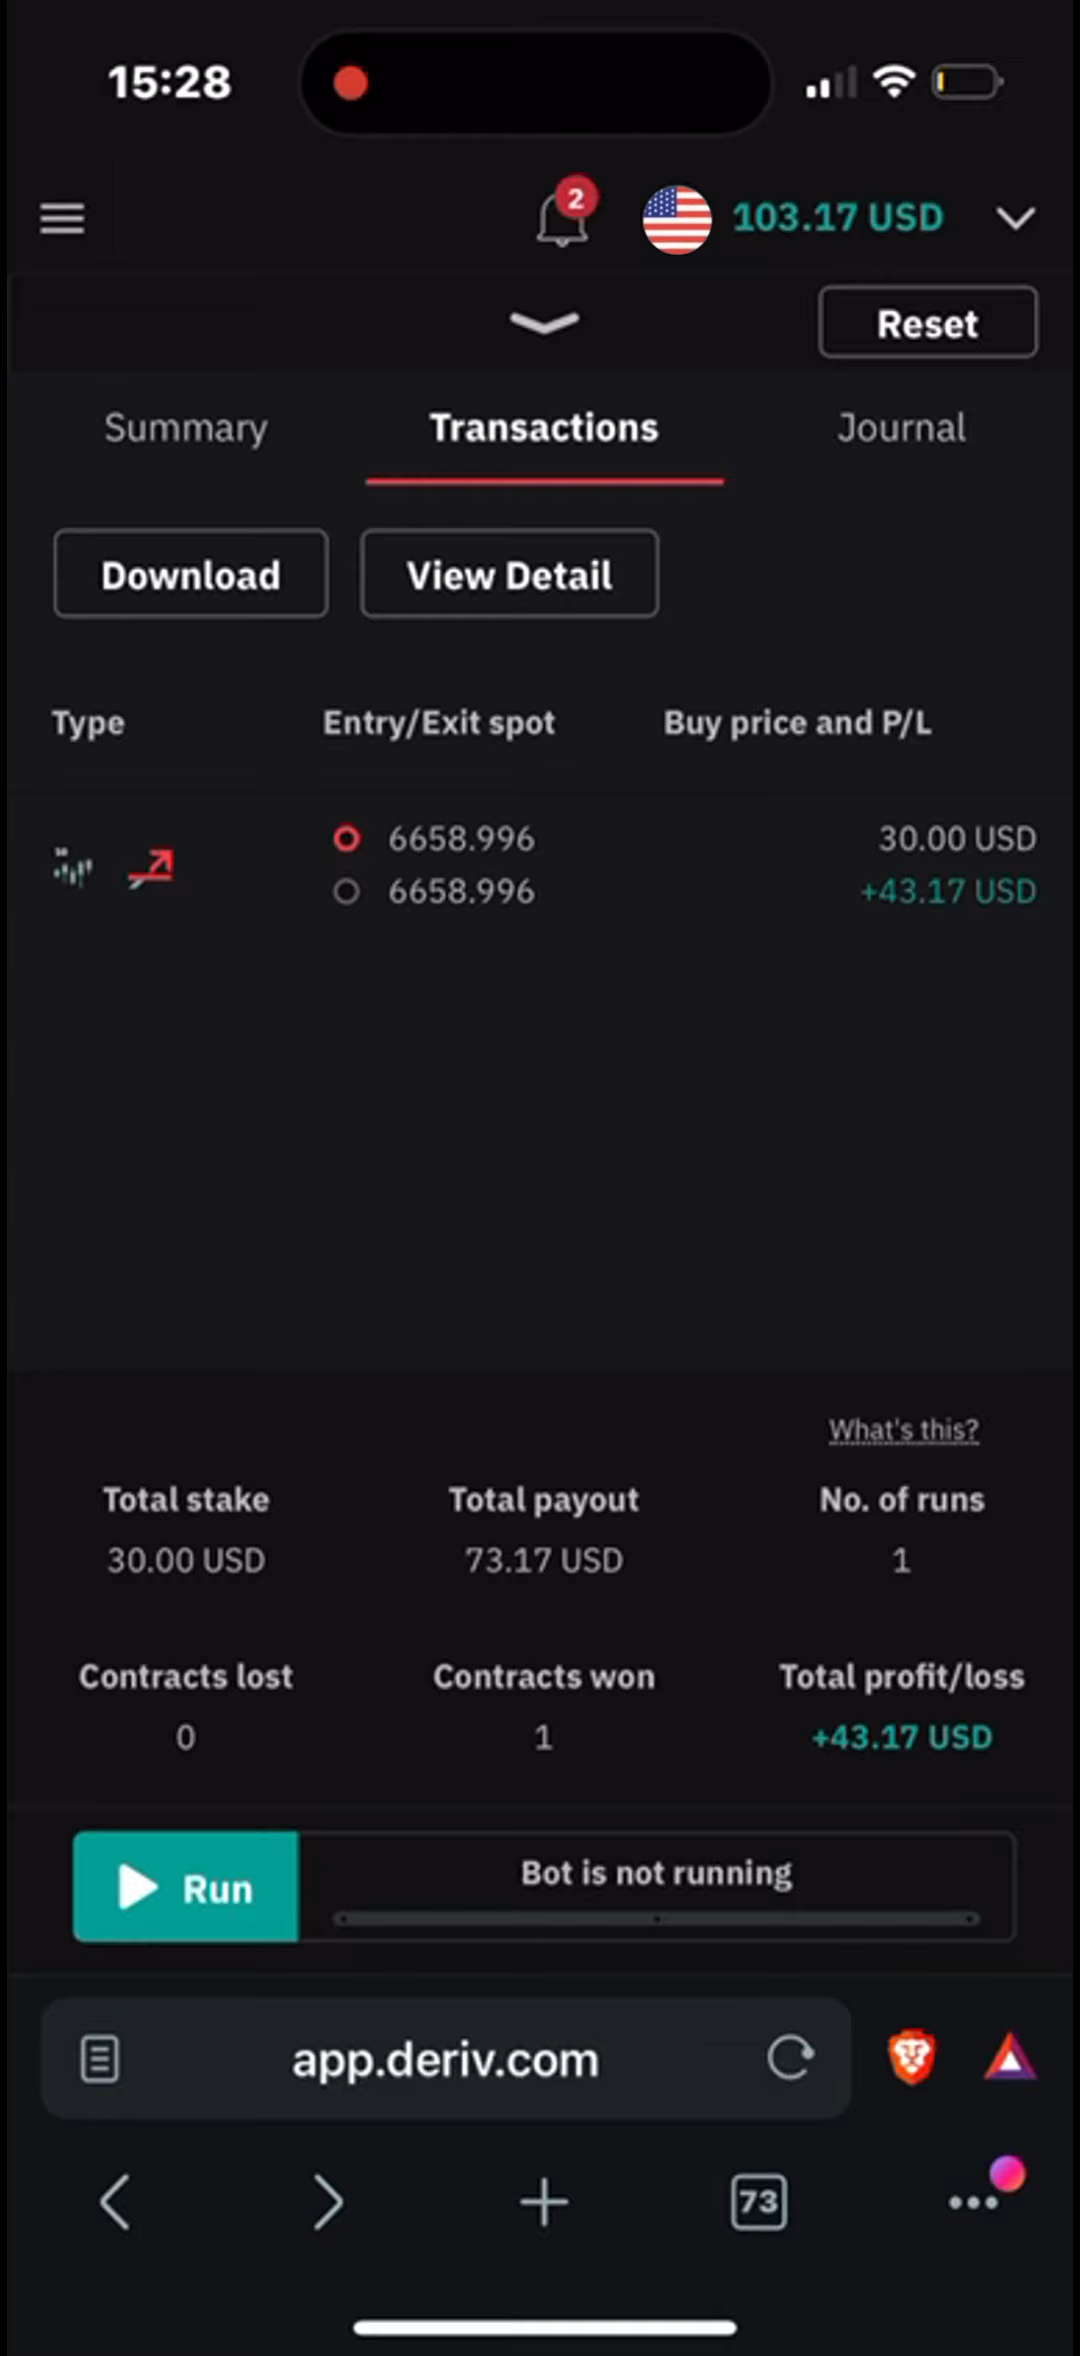 15:28
2
103.17 USD
Reset
Summary Transactions Journal
Download View Detail
Type Entry/Exit spot Buy price and P/L
6658.996 30.00 USD
6658.996 +43.17 USD
What's this?
Total stake Total payout No. of runs
30.00 USD 73.17 USD 1
Contracts lost Contracts won Total profit/loss
0 1 +43.17 USD
Run Bot is not running
app.deriv.com
73